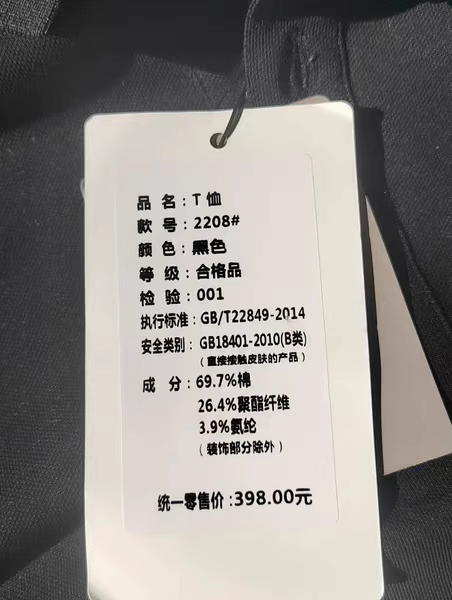 品 名：T恤
款 号：2208#
颜 色：黑色
等 级：合格品
检 验：001
执行标准：GB/T22849-2014
安全类别：GB18401-2010(B类)
（直接接触皮肤的产品）
成 分：69.7%棉
26.4%聚酯纤维
3.9%氨纶
（装饰部分除外）
统一零售价：398.00元